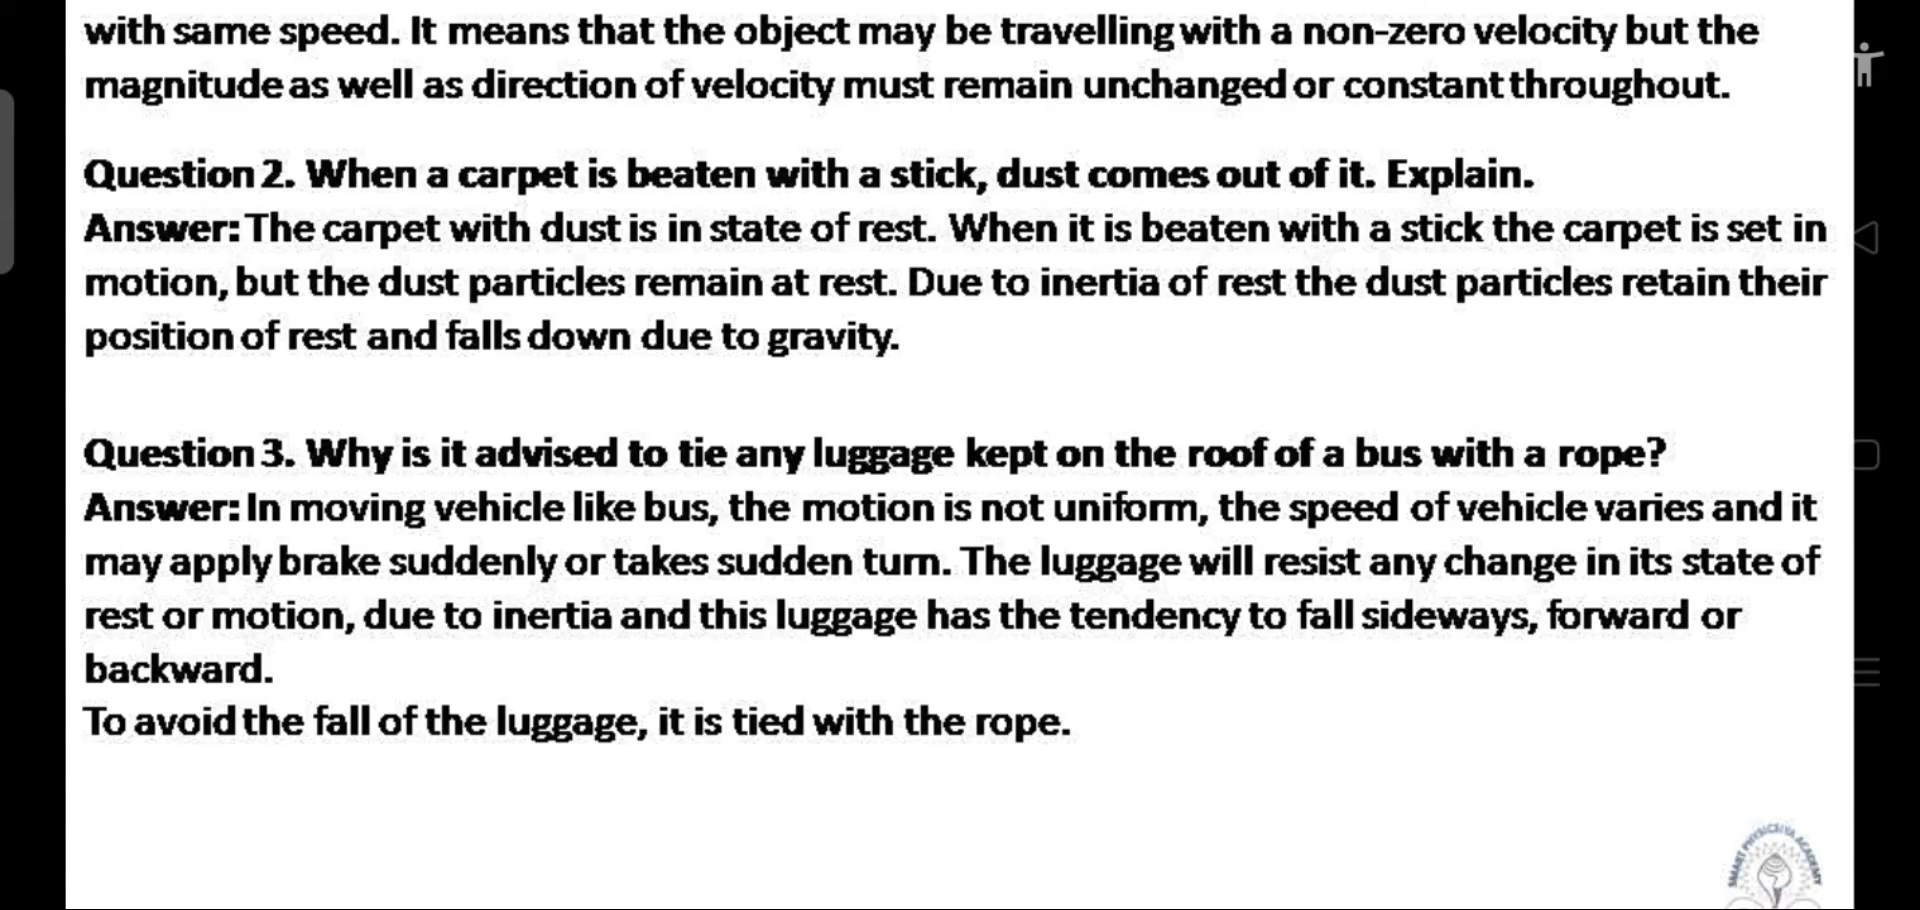 with same speed. It means that the object may be travelling with a non-zero velocity but the
magnitude as well as direction of velocity must remain unchanged or constant throughout.
Question 2. When a carpet is beaten with a stick, dust comes out of it. Explain.
Answer: The carpet with dust is in state of rest. When it is beaten with a stick the carpet is set in
motion, but the dust particles remain at rest. Due to inertia of rest the dust particles retain their
position of rest and falls down due to gravity.
Question 3. Why is it advised to tie any luggage kept on the roof of a bus with a rope?
Answer: In moving vehicle like bus, the motion is not uniform, the speed of vehicle varies and it
may apply brake suddenly or takes sudden turn. The luggage will resist any change in its state of
rest or motion, due to inertia and this luggage has the tendency to fall sideways, forward or
backward.
To avoid the fall of the luggage, it is tied with the rope.
SMART PHYSICSIYA ACADEMY